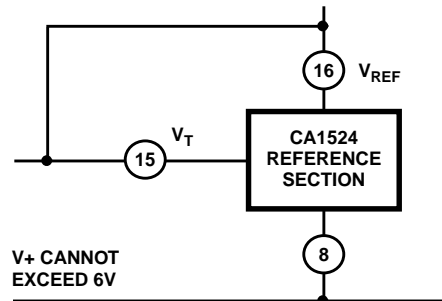 16
V_REF
V_T
15
CA1524
REFERENCE
SECTION
8
V+ CANNOT
EXCEED 6V